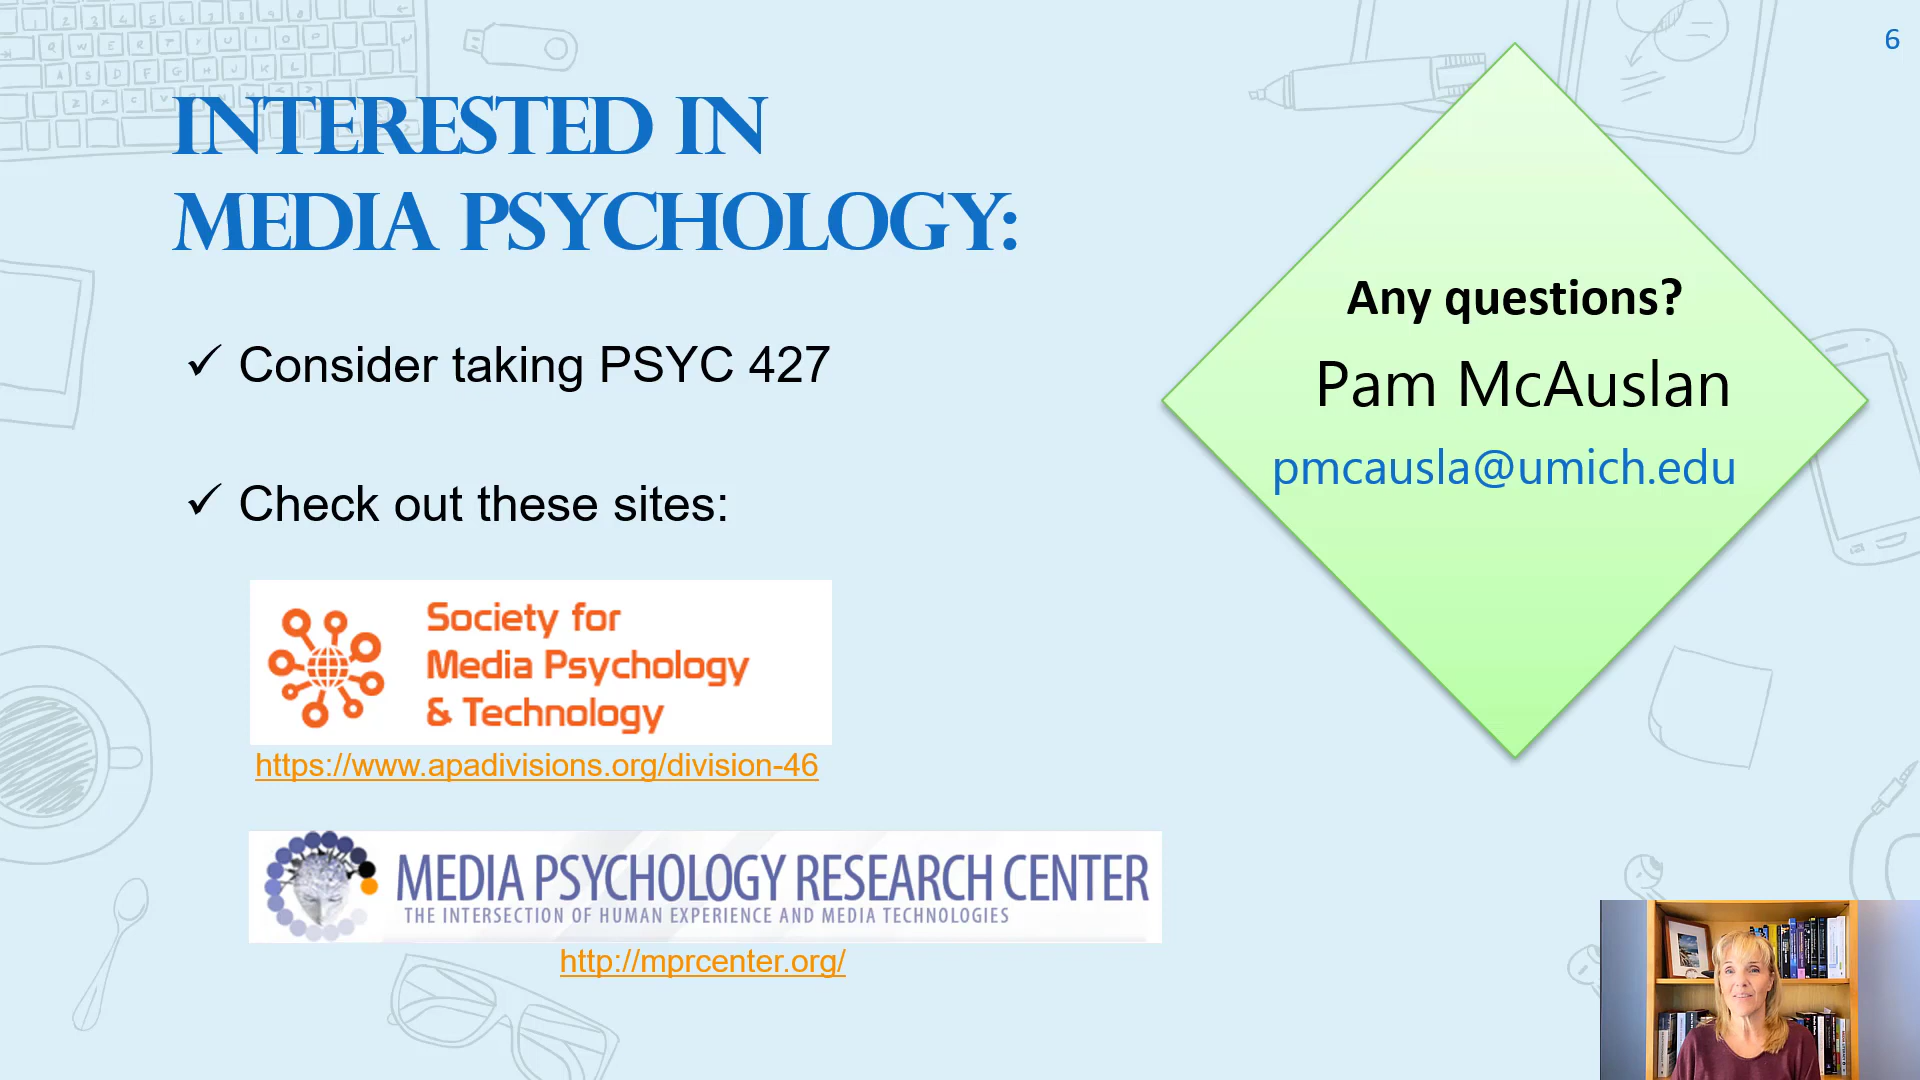 6
INTERESTED IN
MEDIA PSYCHOLOGY:
✓ Consider taking PSYC 427
✓ Check out these sites:
Society for
Media Psychology
& Technology
https://www.apadivisions.org/division-46
MEDIA PSYCHOLOGY RESEARCH CENTER
THE INTERSECTION OF HUMAN EXPERIENCE AND MEDIA TECHNOLOGIES
http://mprcenter.org/
Any questions?
Pam McAuslan
pmcausla@umich.edu